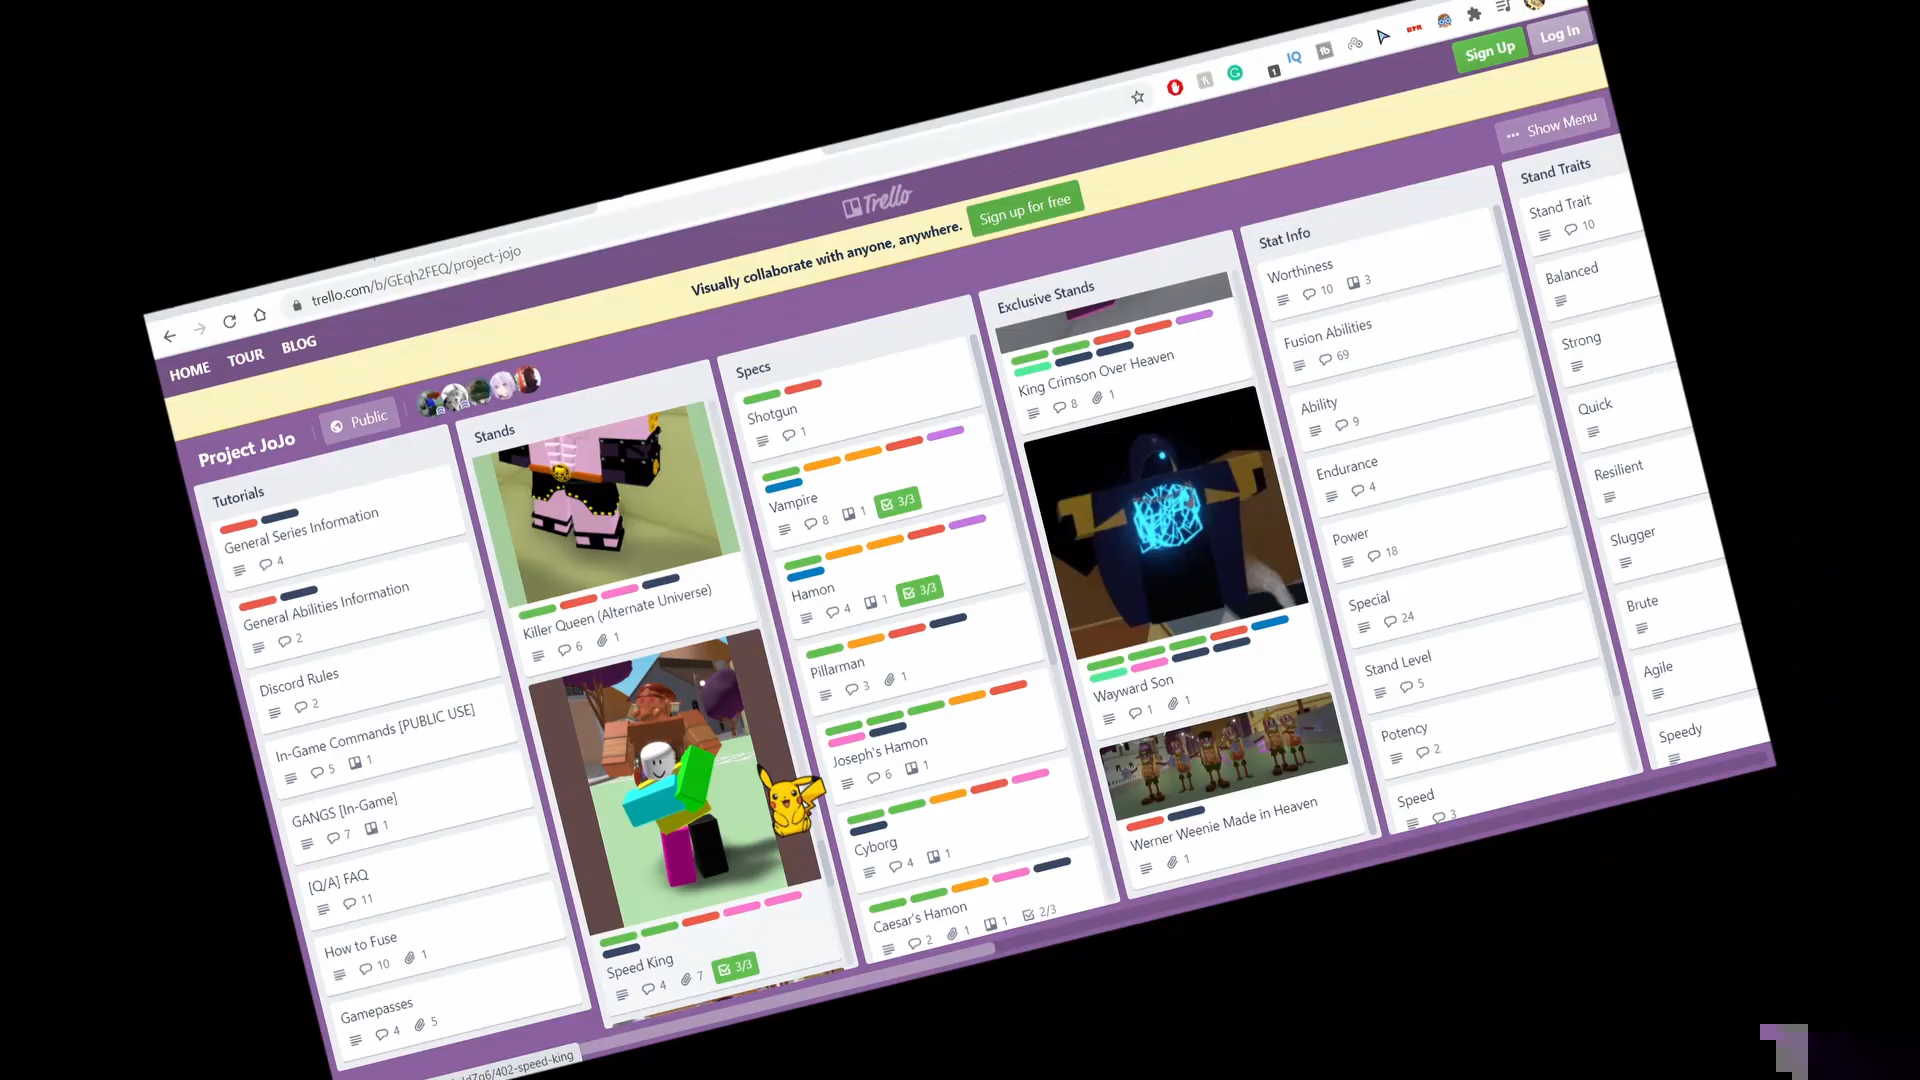 trello.com/b/GEqh2FEQ/project-jojo
IQ
1
HOME
TOUR
BLOG
Trello
Sign Up
Log In
Visually collaborate with anyone, anywhere.
Sign up for free
Project JoJo
Public
Show Menu
Tutorials
General Series Information
4
General Abilities Information
2
Discord Rules
2
In-Game Commands [PUBLIC USE]
5
1
GANGS [In-Game]
7
1
[Q/A] FAQ
11
How to Fuse
10
1
Gamepasses
4
5
Stands
Killer Queen (Alternate Universe)
6
1
Speed King
4
7
3/3
Specs
Shotgun
1
Vampire
8
1
3/3
Hamon
4
1
3/3
Pillarman
3
1
Joseph's Hamon
6
1
Cyborg
4
1
Caesar's Hamon
2
1
1
2/3
Exclusive Stands
King Crimson Over Heaven
8
1
Wayward Son
1
1
Werner Weenie Made in Heaven
1
Stat Info
Worthiness
10
3
Fusion Abilities
69
Ability
9
Endurance
4
Power
18
Special
24
Stand Level
5
Potency
2
Speed
3
Stand Traits
Stand Trait
10
Balanced
Strong
Quick
Resilient
Slugger
Brute
Agile
Speedy
/402-speed-king